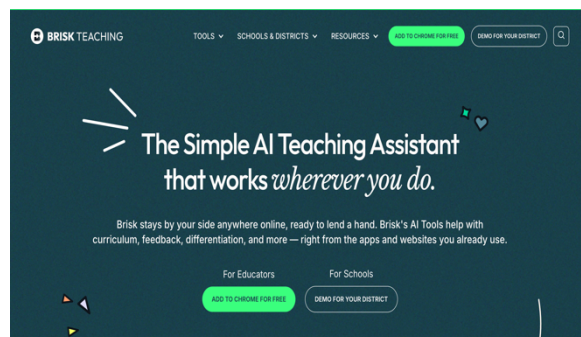 BRISK TEACHING
TOOLS SCHOOLS & DISTRICTS RESOURCES ADD TO CHROME FOR FREE DEMO FOR YOUR DISTRICT
The Simple AI Teaching Assistant
that works wherever you do.
Brisk stays by your side anywhere online, ready to lend a hand. Brisk's AI Tools help with
curriculum, feedback, differentiation, and more — right from the apps and websites you already use.
For Educators For Schools
ADD TO CHROME FOR FREE DEMO FOR YOUR DISTRICT